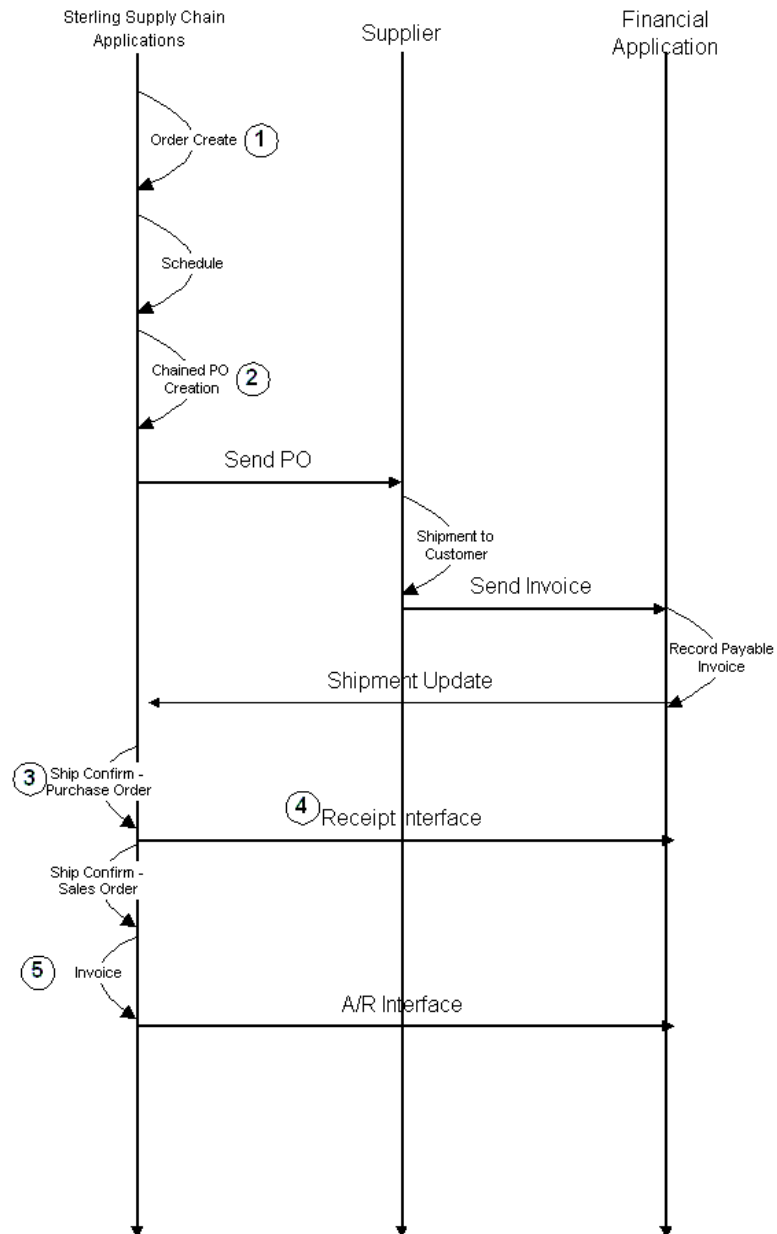 Sterling Supply Chain
Applications
Supplier
Financial
Application
Order Create
1
Schedule
Chained PO
Creation
2
Send PO
Shipment to
Customer
Send Invoice
Record Payable
Invoice
Shipment Update
3
Ship Confirm -
Purchase Order
4
Receipt Interface
Ship Confirm -
Sales Order
5
Invoice
A/R Interface